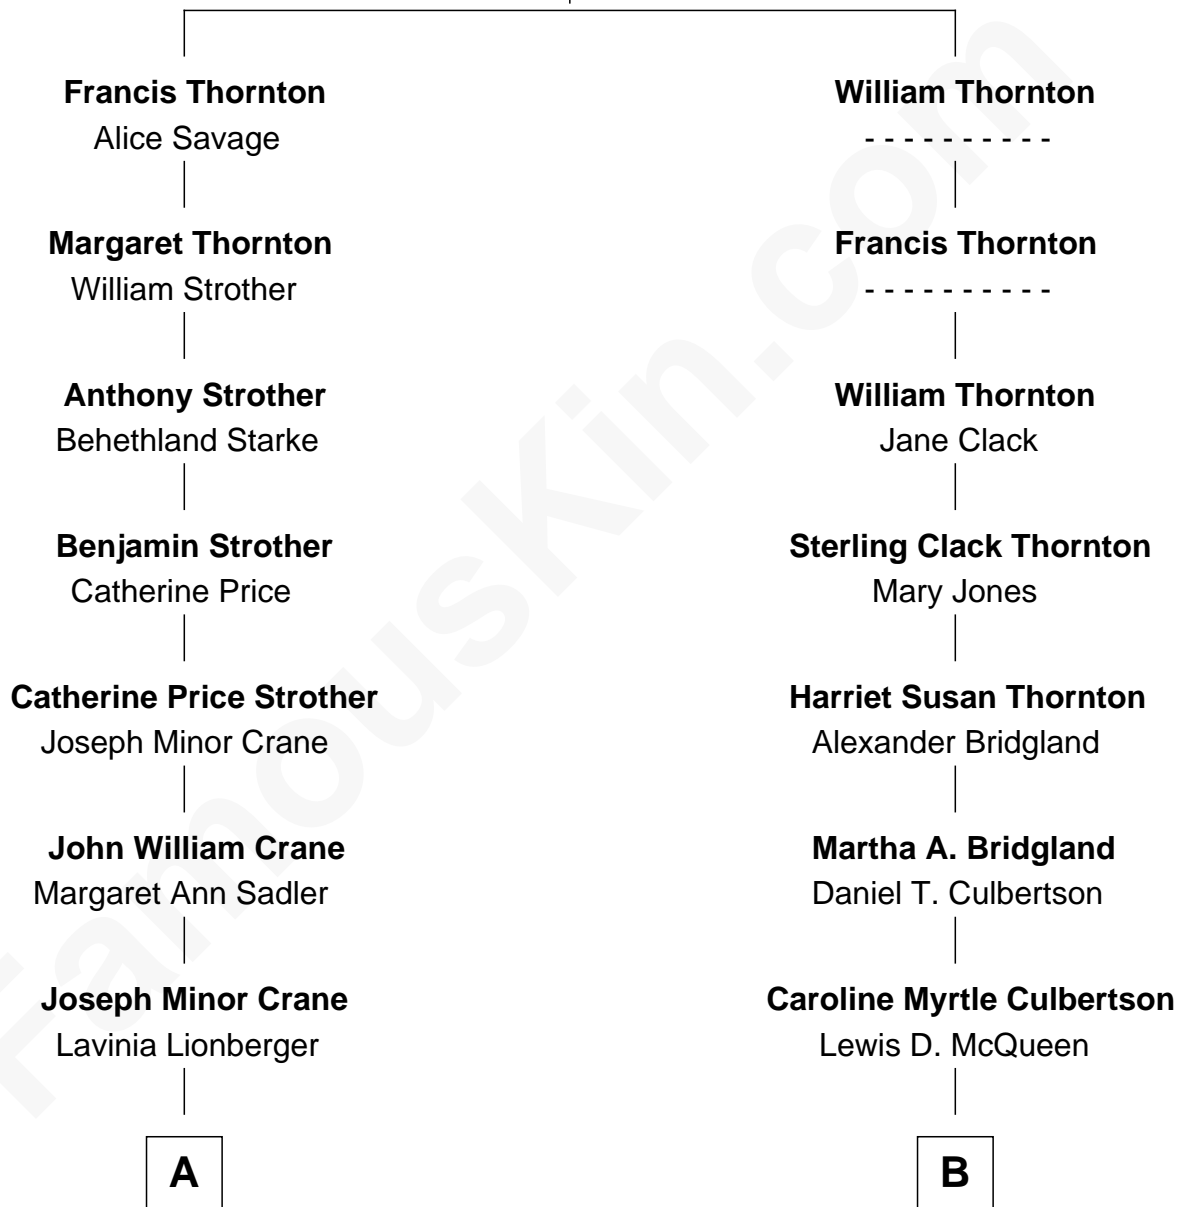 Francis Thornton
Alice Savage
Margaret Thornton
William Strother
Anthony Strother
Behethland Starke
Benjamin Strother
Catherine Price
Catherine Price Strother
Joseph Minor Crane
John William Crane
Margaret Ann Sadler
Joseph Minor Crane
Lavinia Lionberger
A
William Thornton
- - - - - - - - - -
Francis Thornton
- - - - - - - - - -
William Thornton
Jane Clack
Sterling Clack Thornton
Mary Jones
Harriet Susan Thornton
Alexander Bridgland
Martha A. Bridgland
Daniel T. Culbertson
Caroline Myrtle Culbertson
Lewis D. McQueen
B
FamousKin.com